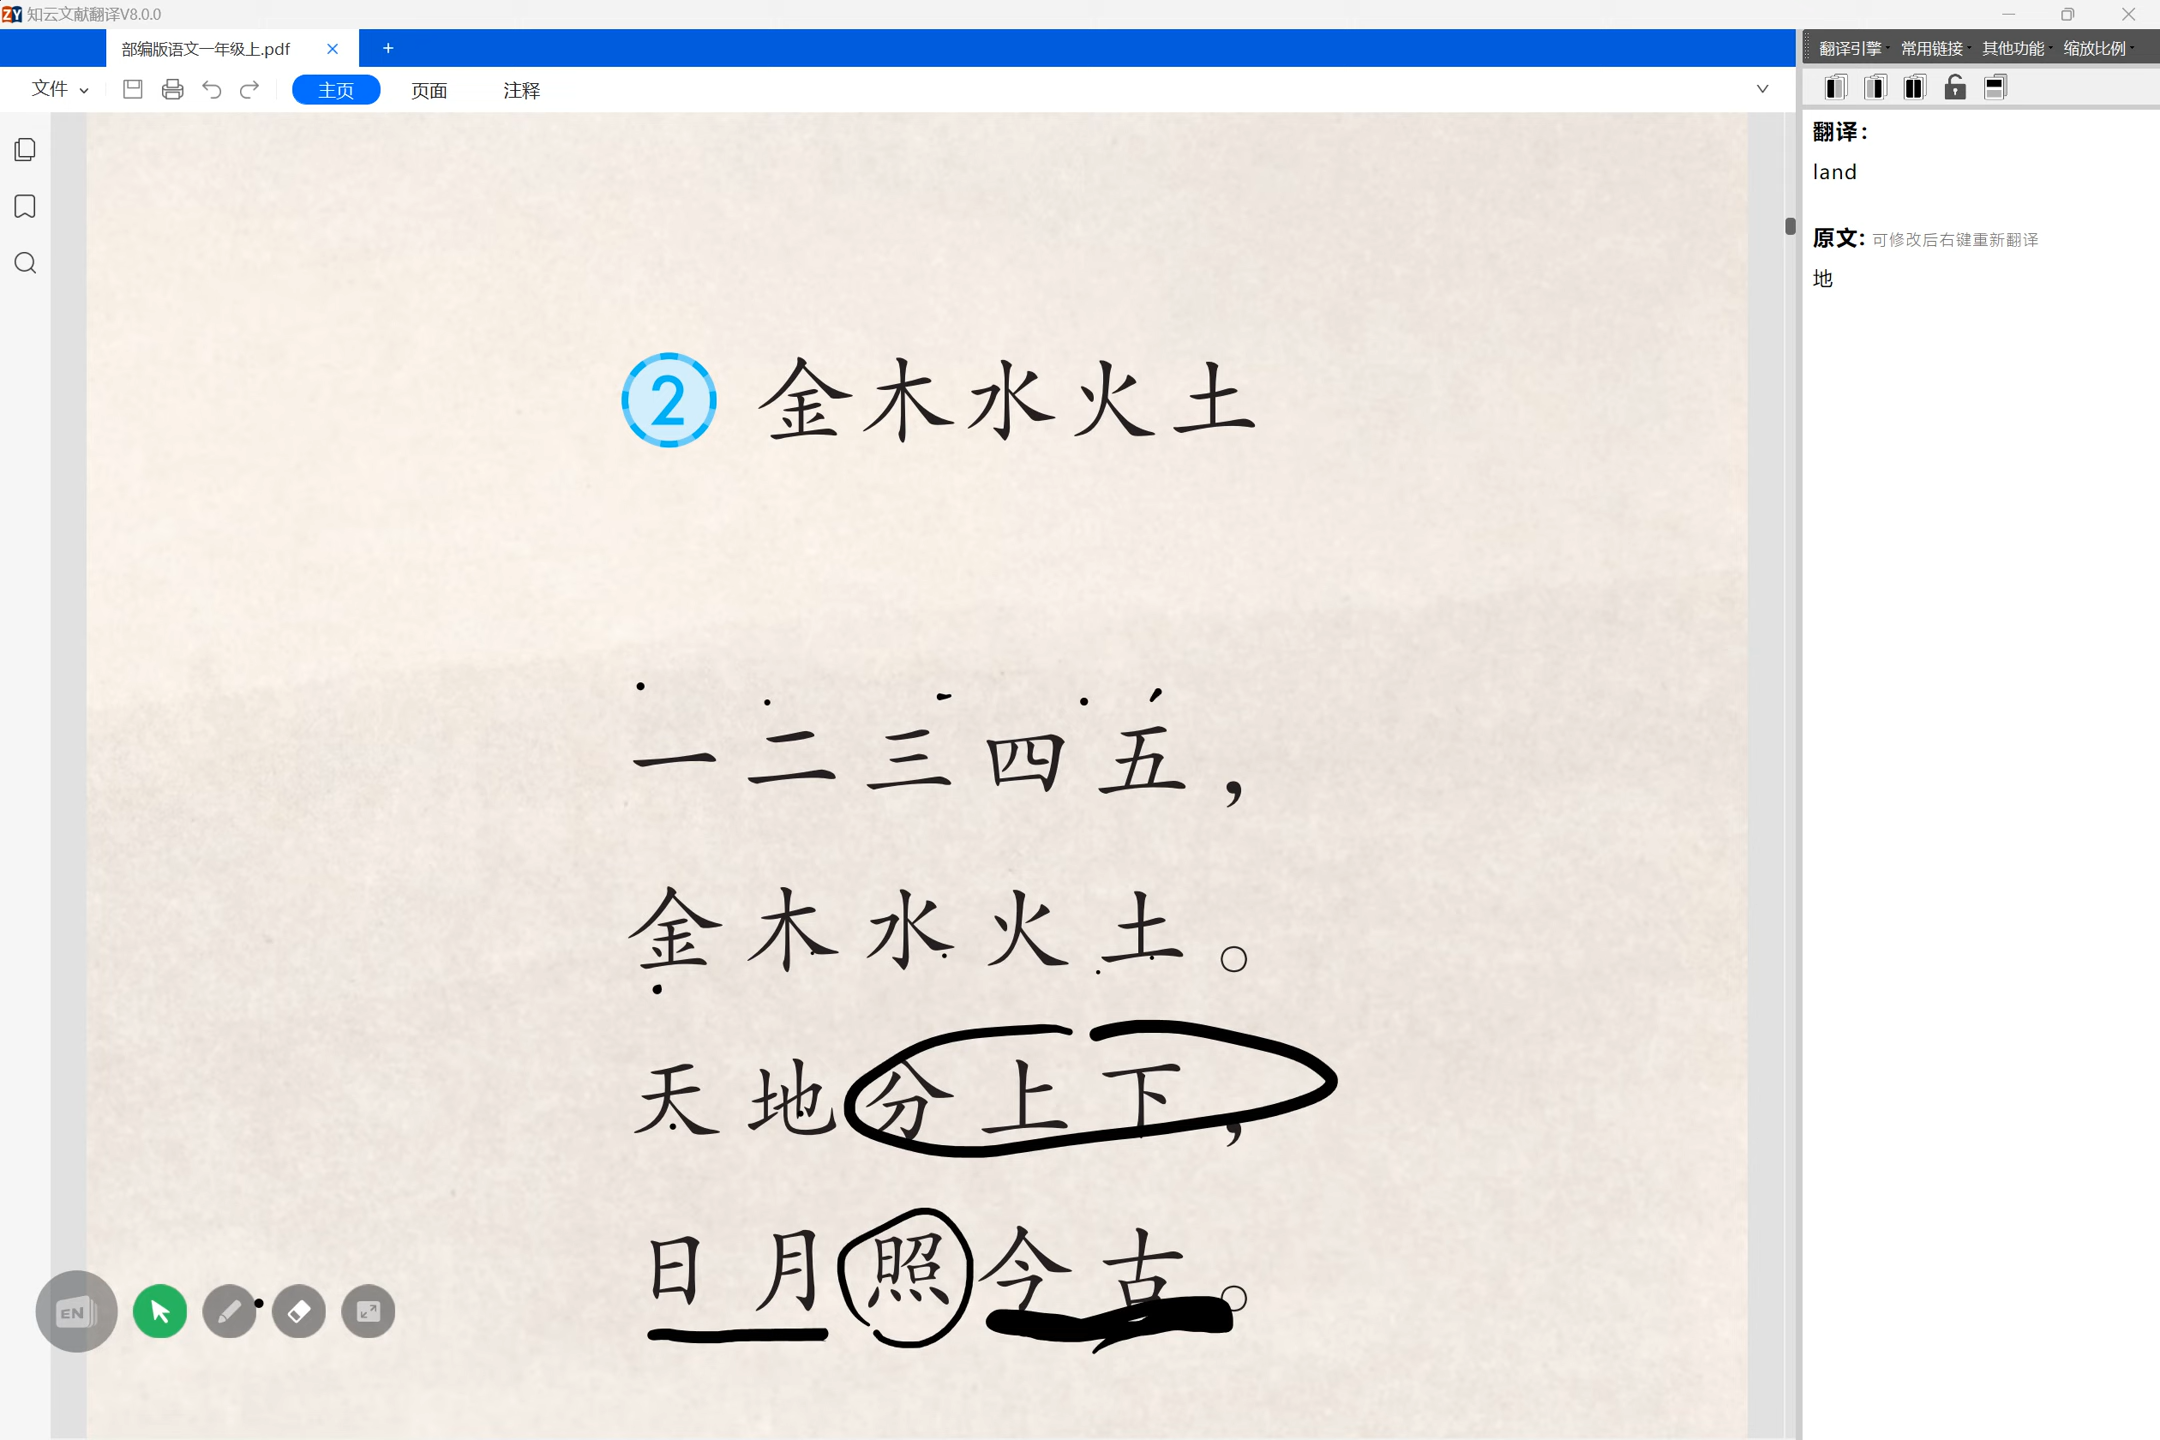 知云文献翻译V8.0.0
部编版语文一年级上.pdf
文件 主页 页面 注释
翻译引擎 常用链接 其他功能 缩放比例
翻译：
land
原文: 可修改后右键重新翻译
地
2 金木水火土
一二三四五，
金木水火土。
天地分上下，
日月照今古。
EN